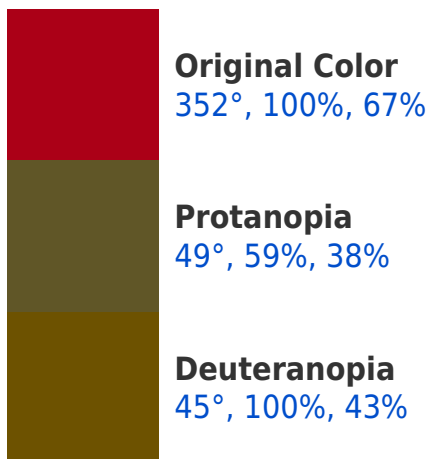 Original Color
352°, 100%, 67%
Protanopia
49°, 59%, 38%
Deuteranopia
45°, 100%, 43%